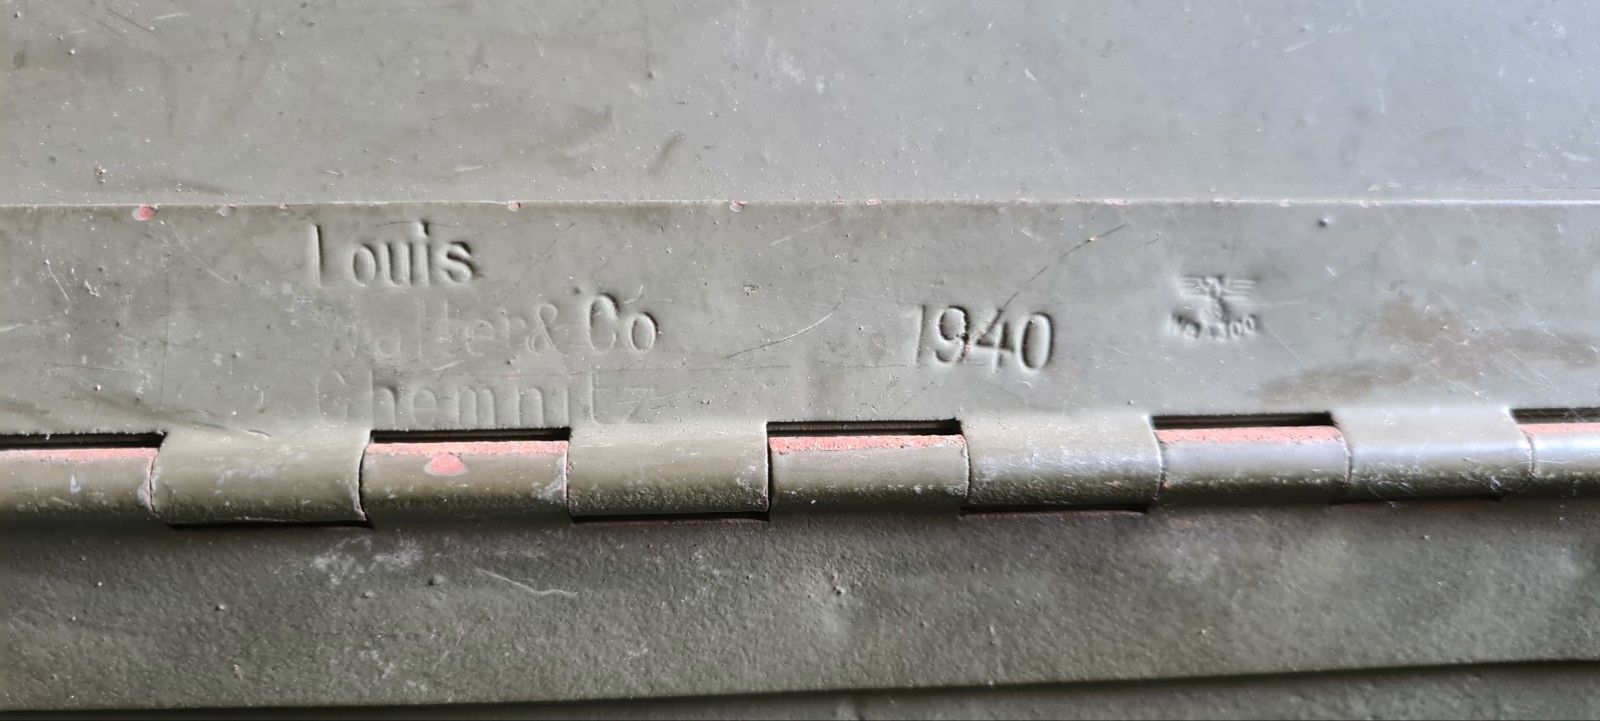 Louis
Walter & Co
Chemnitz
1940